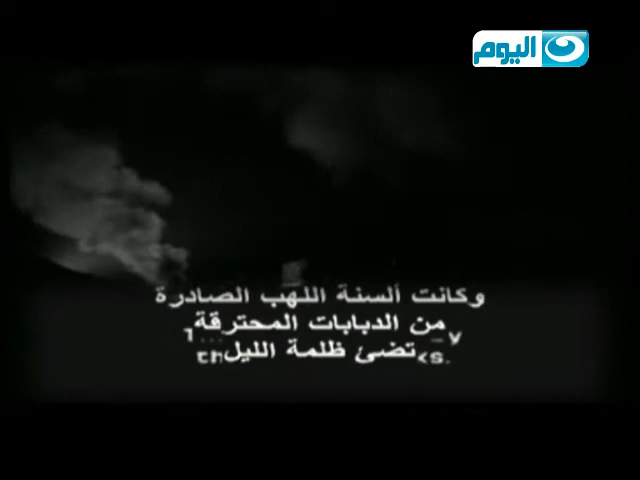 اليوم
وكانت ألسنة اللهب الصادرة
من الدبابات المحترقة
تضئ ظلمة الليل